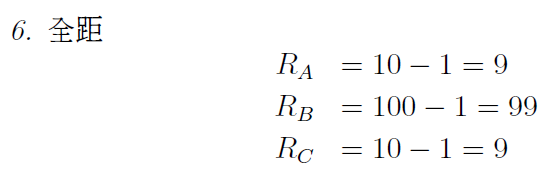 6. 全距
R_A = 10 − 1 = 9
R_B = 100 − 1 = 99
R_C = 10 − 1 = 9